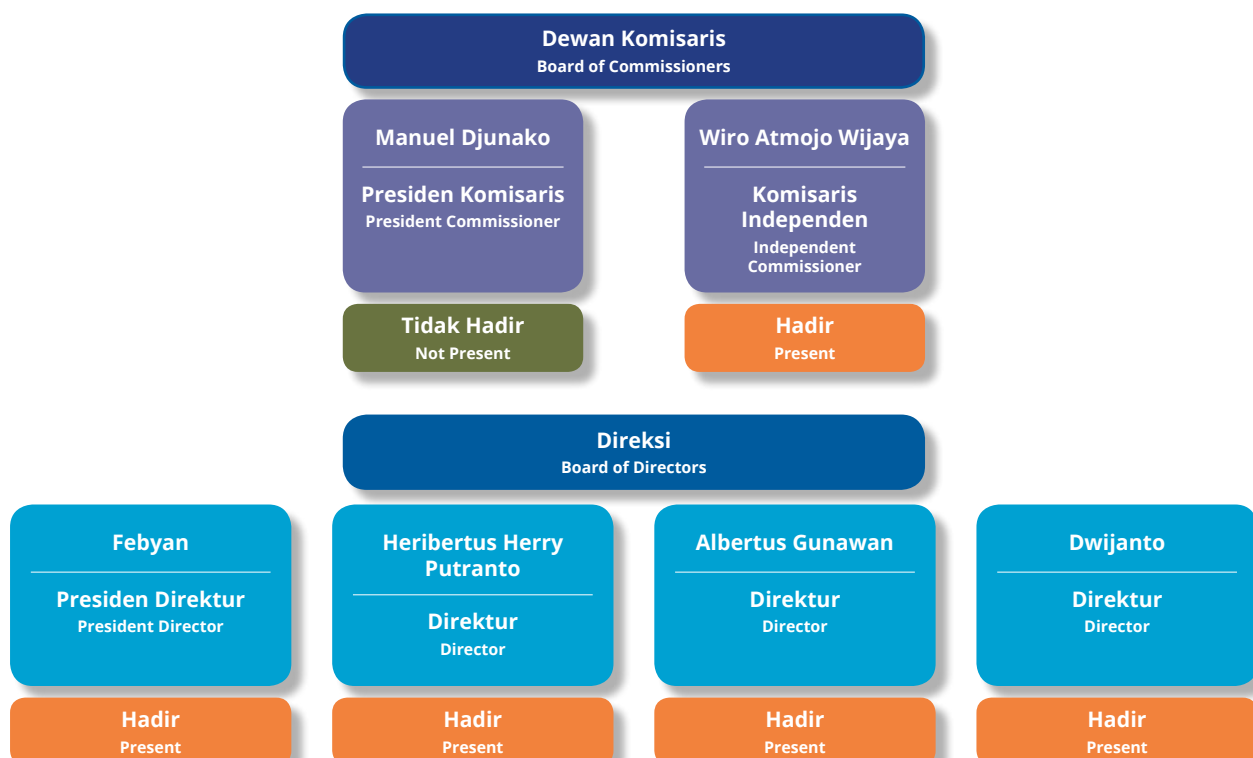 Dewan Komisaris
Board of Commissioners
Manuel Djunako
Presiden Komisaris
President Commissioner
Tidak Hadir
Not Present
Wiro Atmojo Wijaya
Komisaris
Independen
Independent
Commissioner
Hadir
Present
Direksi
Board of Directors
Febyan
Presiden Direktur
President Director
Hadir
Present
Heribertus Herry
Putranto
Direktur
Director
Hadir
Present
Albertus Gunawan
Direktur
Director
Hadir
Present
Dwijanto
Direktur
Director
Hadir
Present